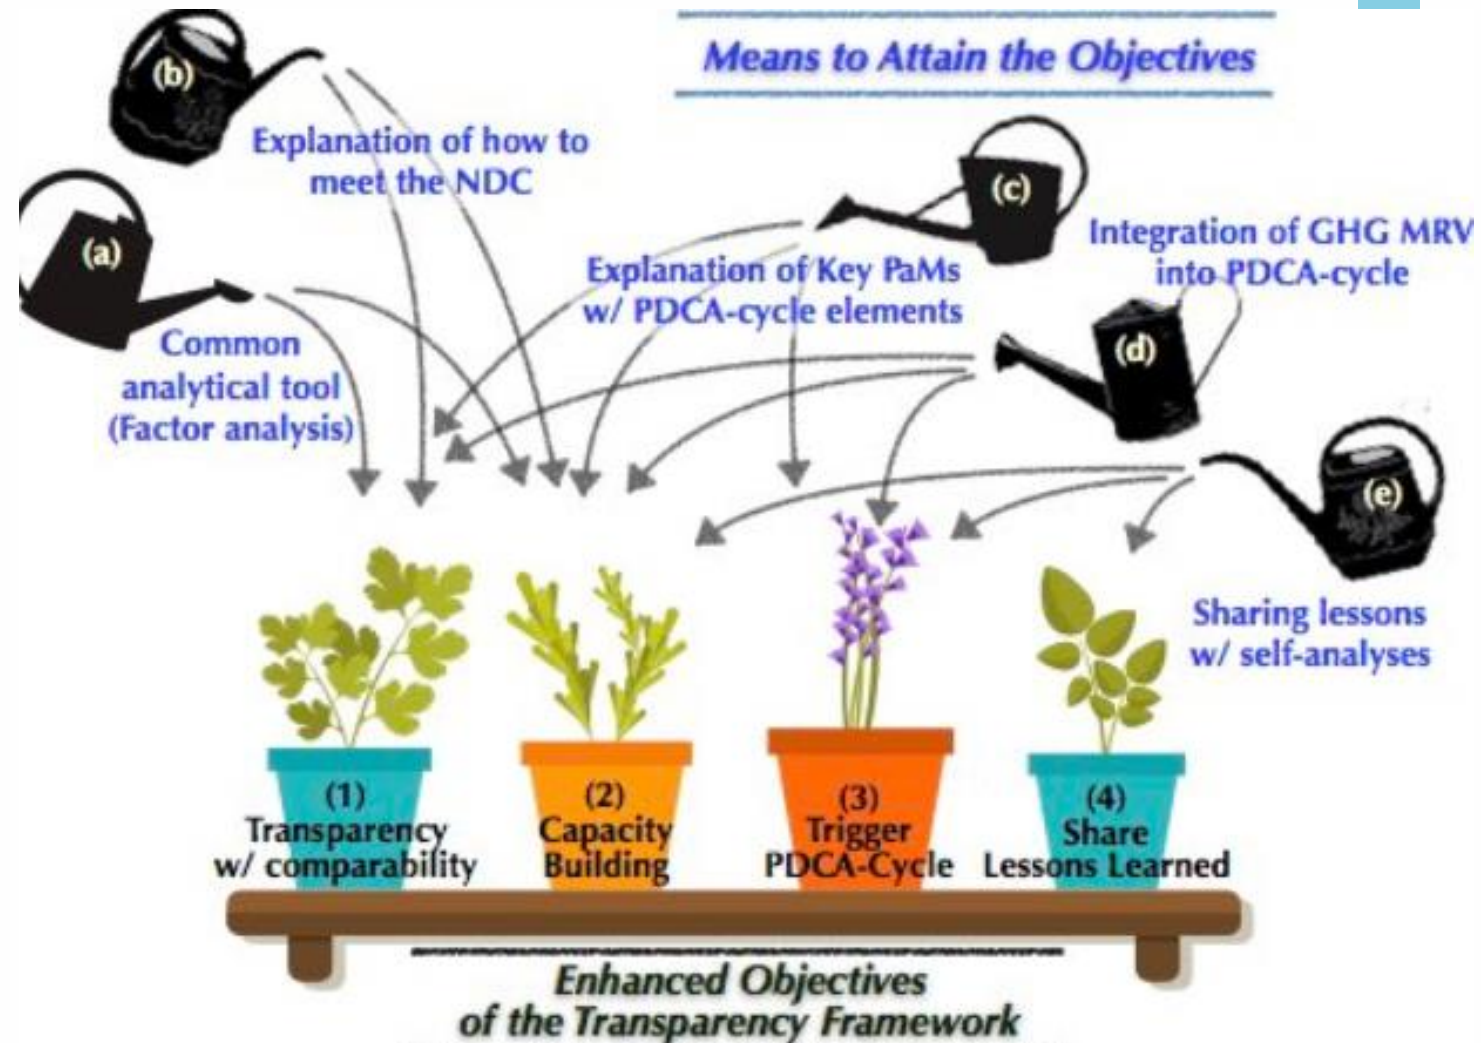 Means to Attain the Objectives
(b)
Explanation of how to
meet the NDC
(a)
Common
analytical tool
(Factor analysis)
(c)
Explanation of Key PaMs
w/ PDCA-cycle elements
Integration of GHG MRV
into PDCA-cycle
(d)
(e)
Sharing lessons
w/ self-analyses
(1)
Transparency
w/ comparability
(2)
Capacity
Building
(3)
Trigger
PDCA-Cycle
(4)
Share
Lessons Learned
Enhanced Objectives
of the Transparency Framework